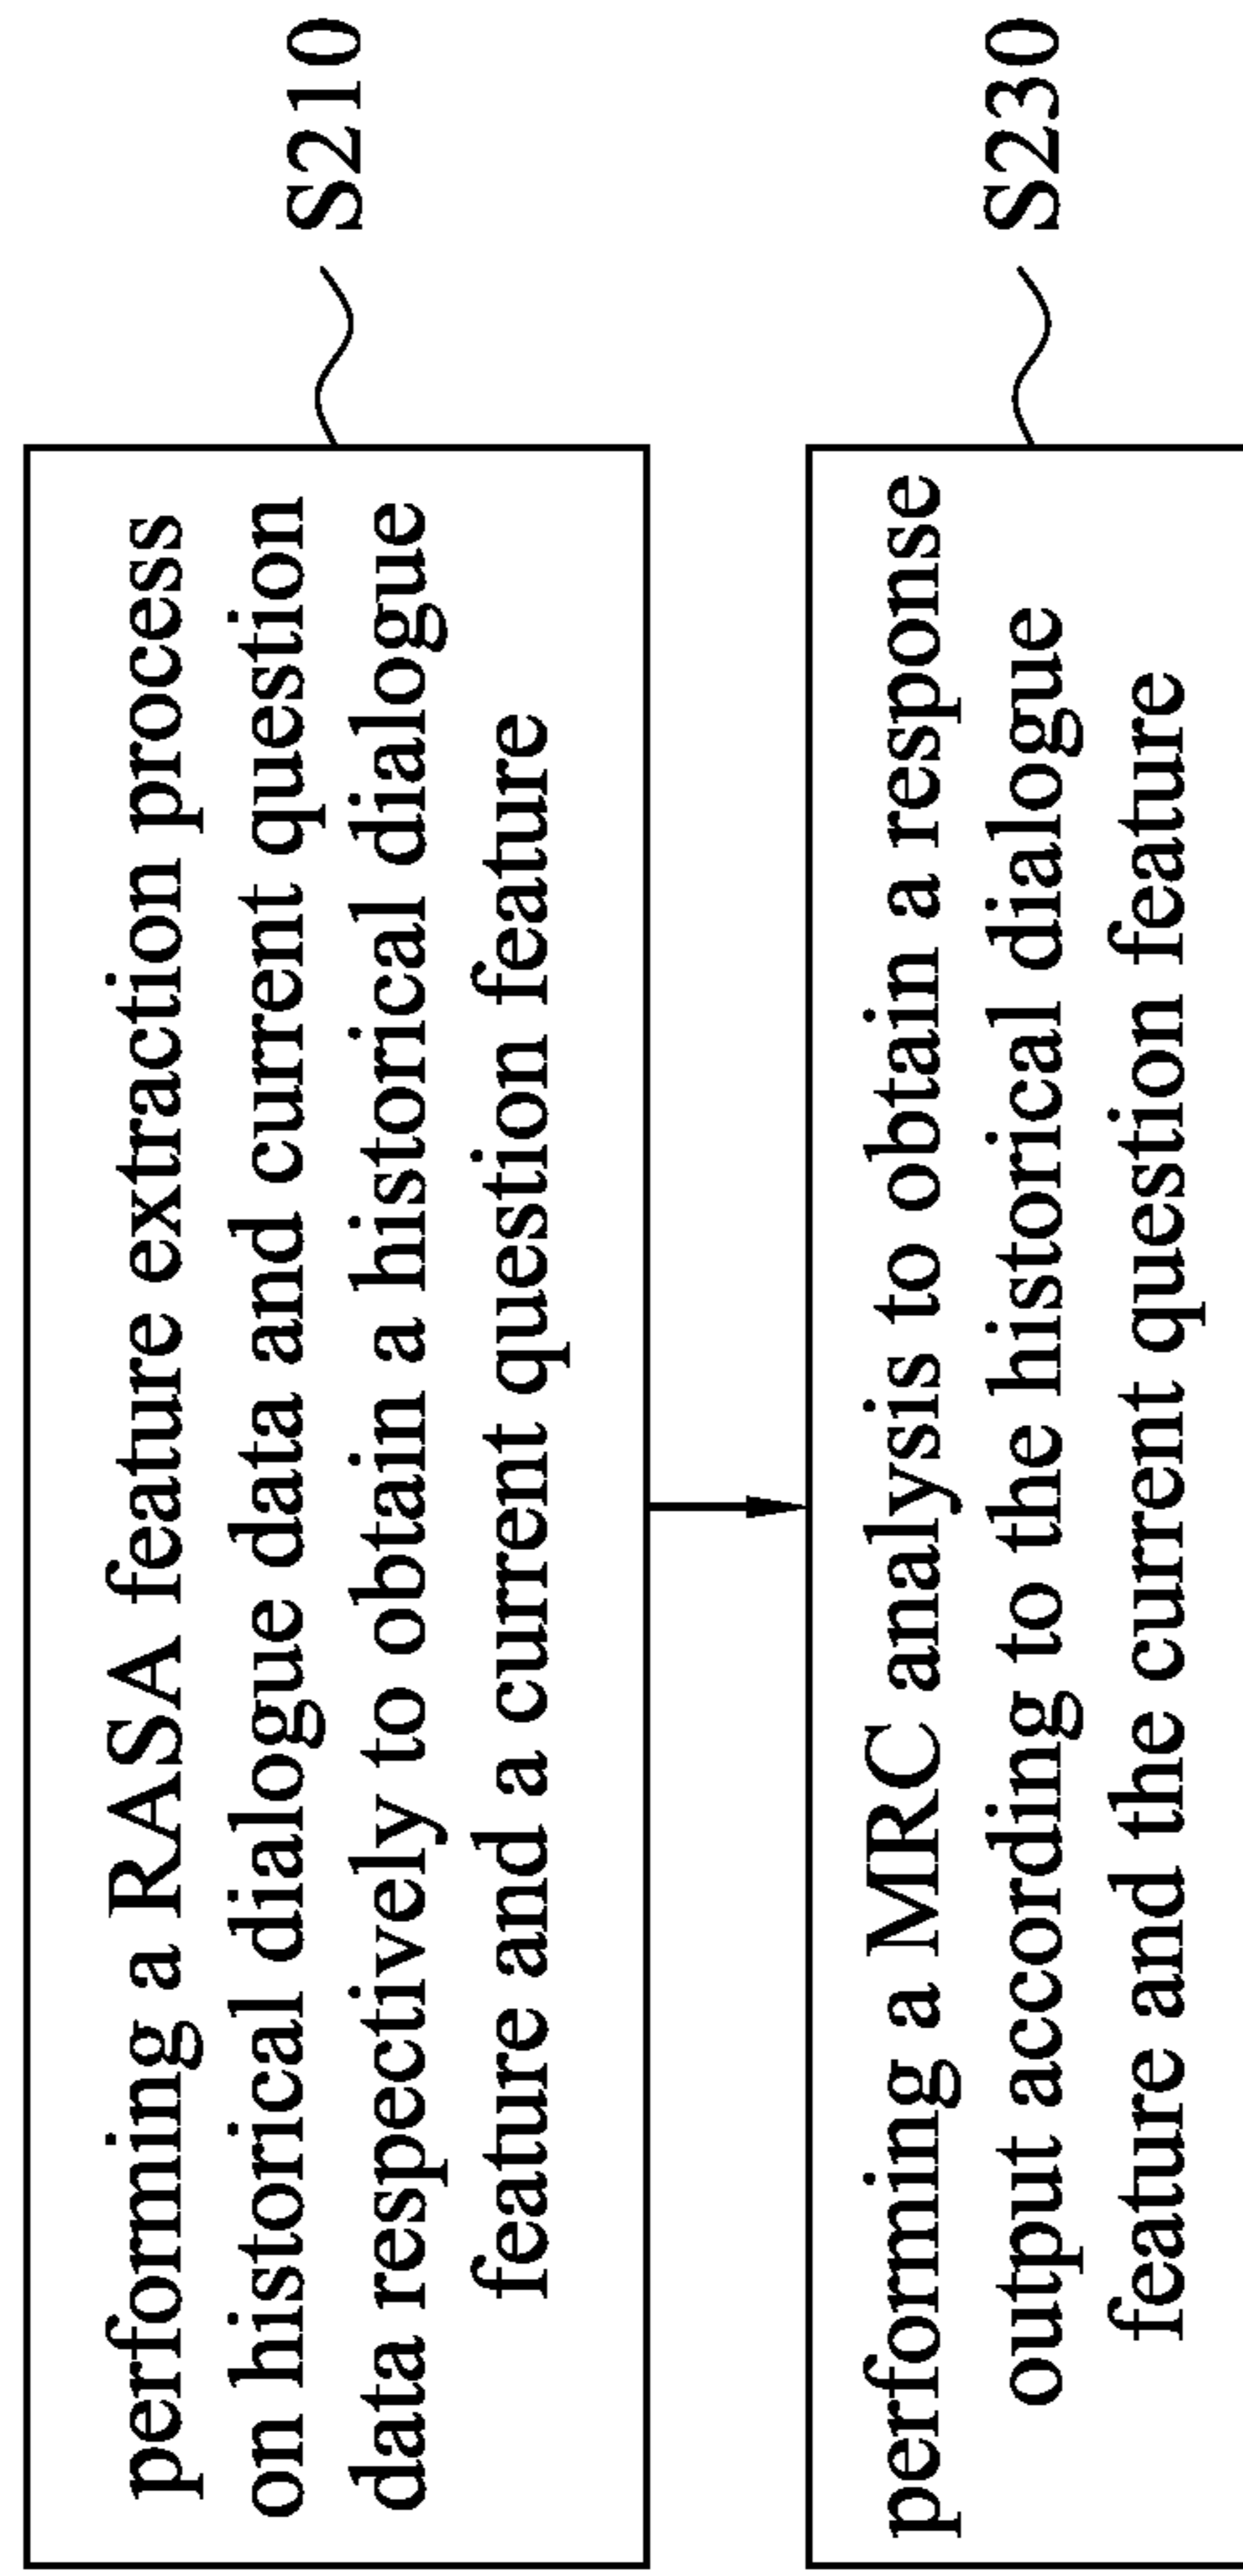 performing a RASA feature extraction process
on historical dialogue data and current question
data respectively to obtain a historical dialogue
feature and a current question feature
S210
performing a MRC analysis to obtain a response
output according to the historical dialogue
feature and the current question feature
S230